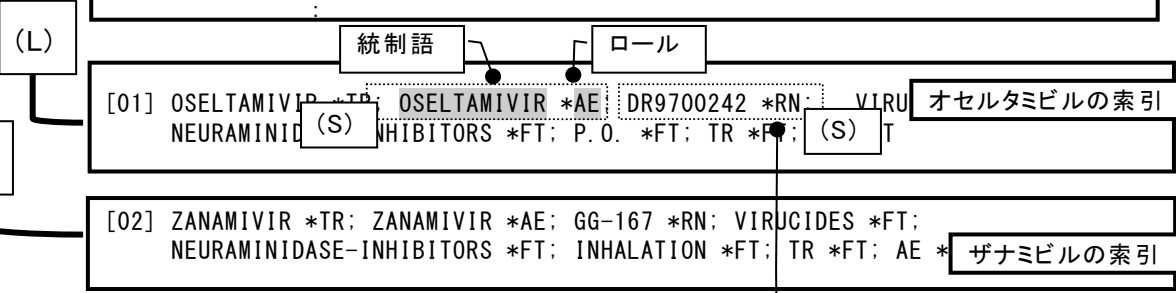 :
(L)
統制語
ロール
[01] OSELTAMIVIR *TR; OSELTAMIVIR *AE; DR9700242 *RN; VIRU
オセルタミビルの索引
(S)
(S)
*FT; P.O. *FT; TR
[02] ZANAMIVIR *TR; ZANAMIVIR *AE; GG-167 *RN; VIRUCIDES *FT;
NEURAMINIDASE-INHIBITORS *FT; INHALATION *FT; TR *FT; AE *
ザナミビルの索引